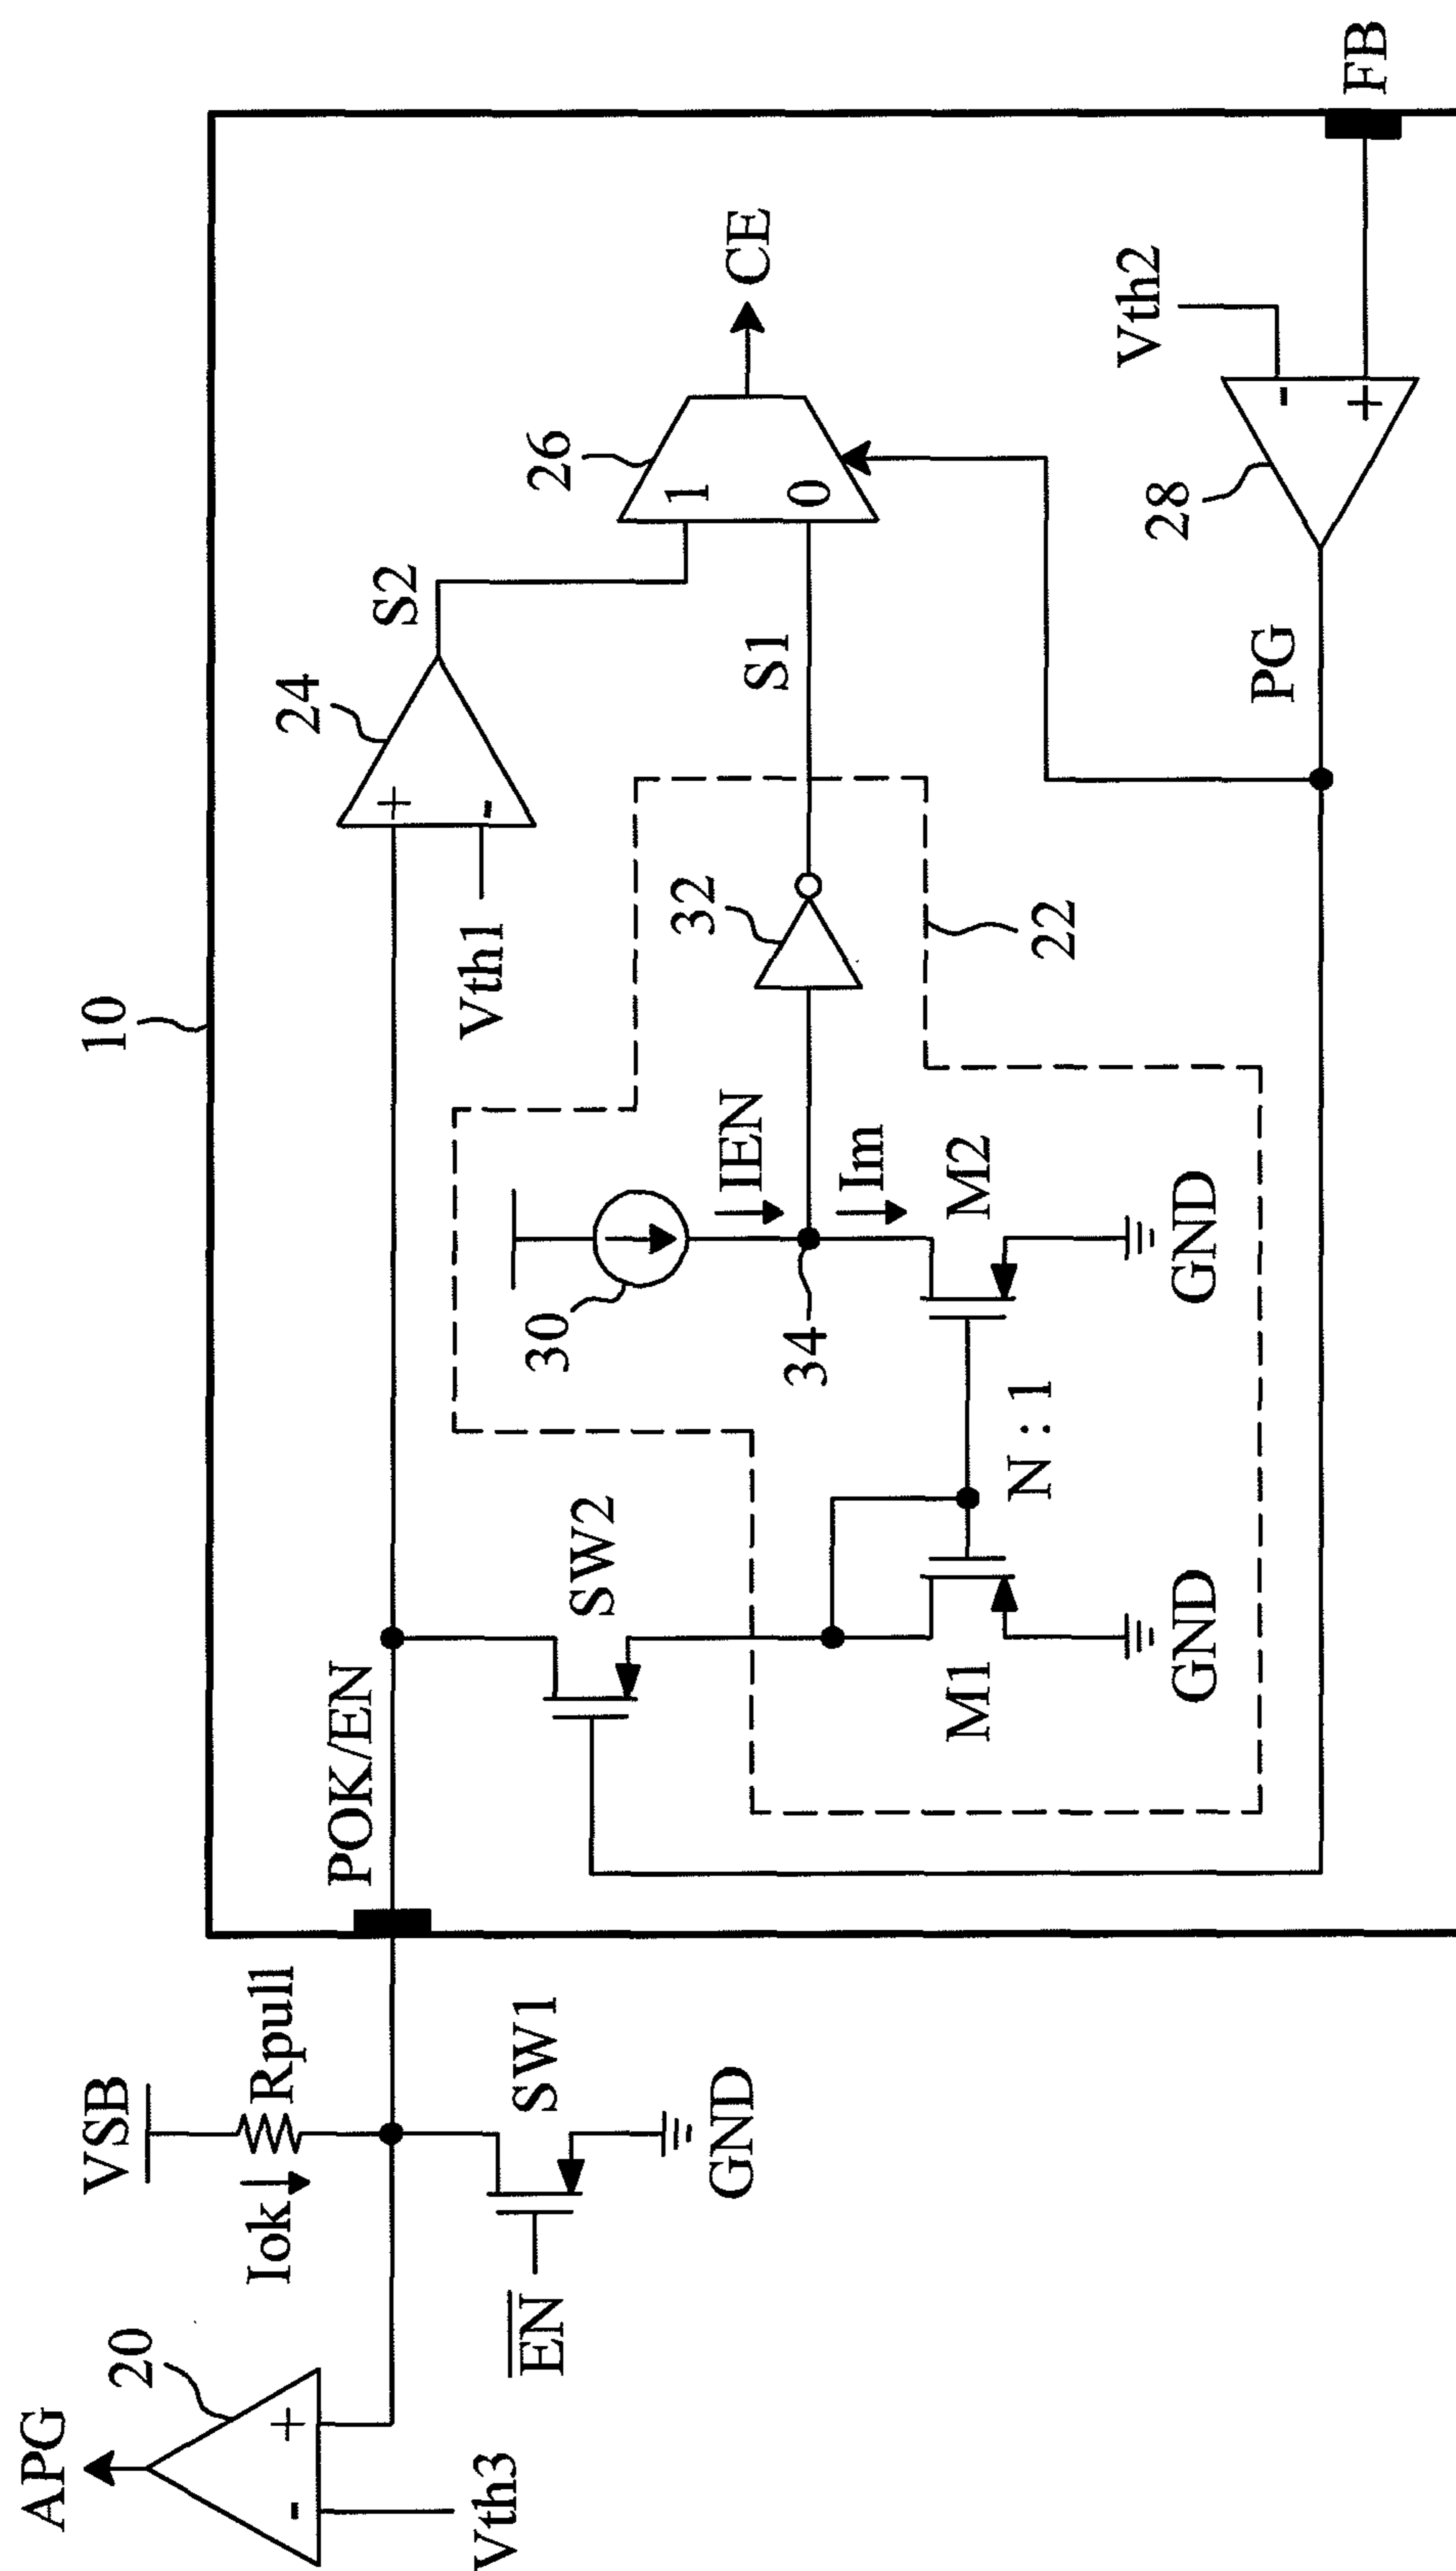 APG
20
-
+
Vth3
VSB
Iok
Rpull
SW1
EN
GND
10
POK/EN
SW2
M1
GND
N : 1
30
IEN
34
Im
M2
GND
Vth1
+
-
24
S2
32
22
S1
26
1
0
CE
PG
28
Vth2
-
+
FB